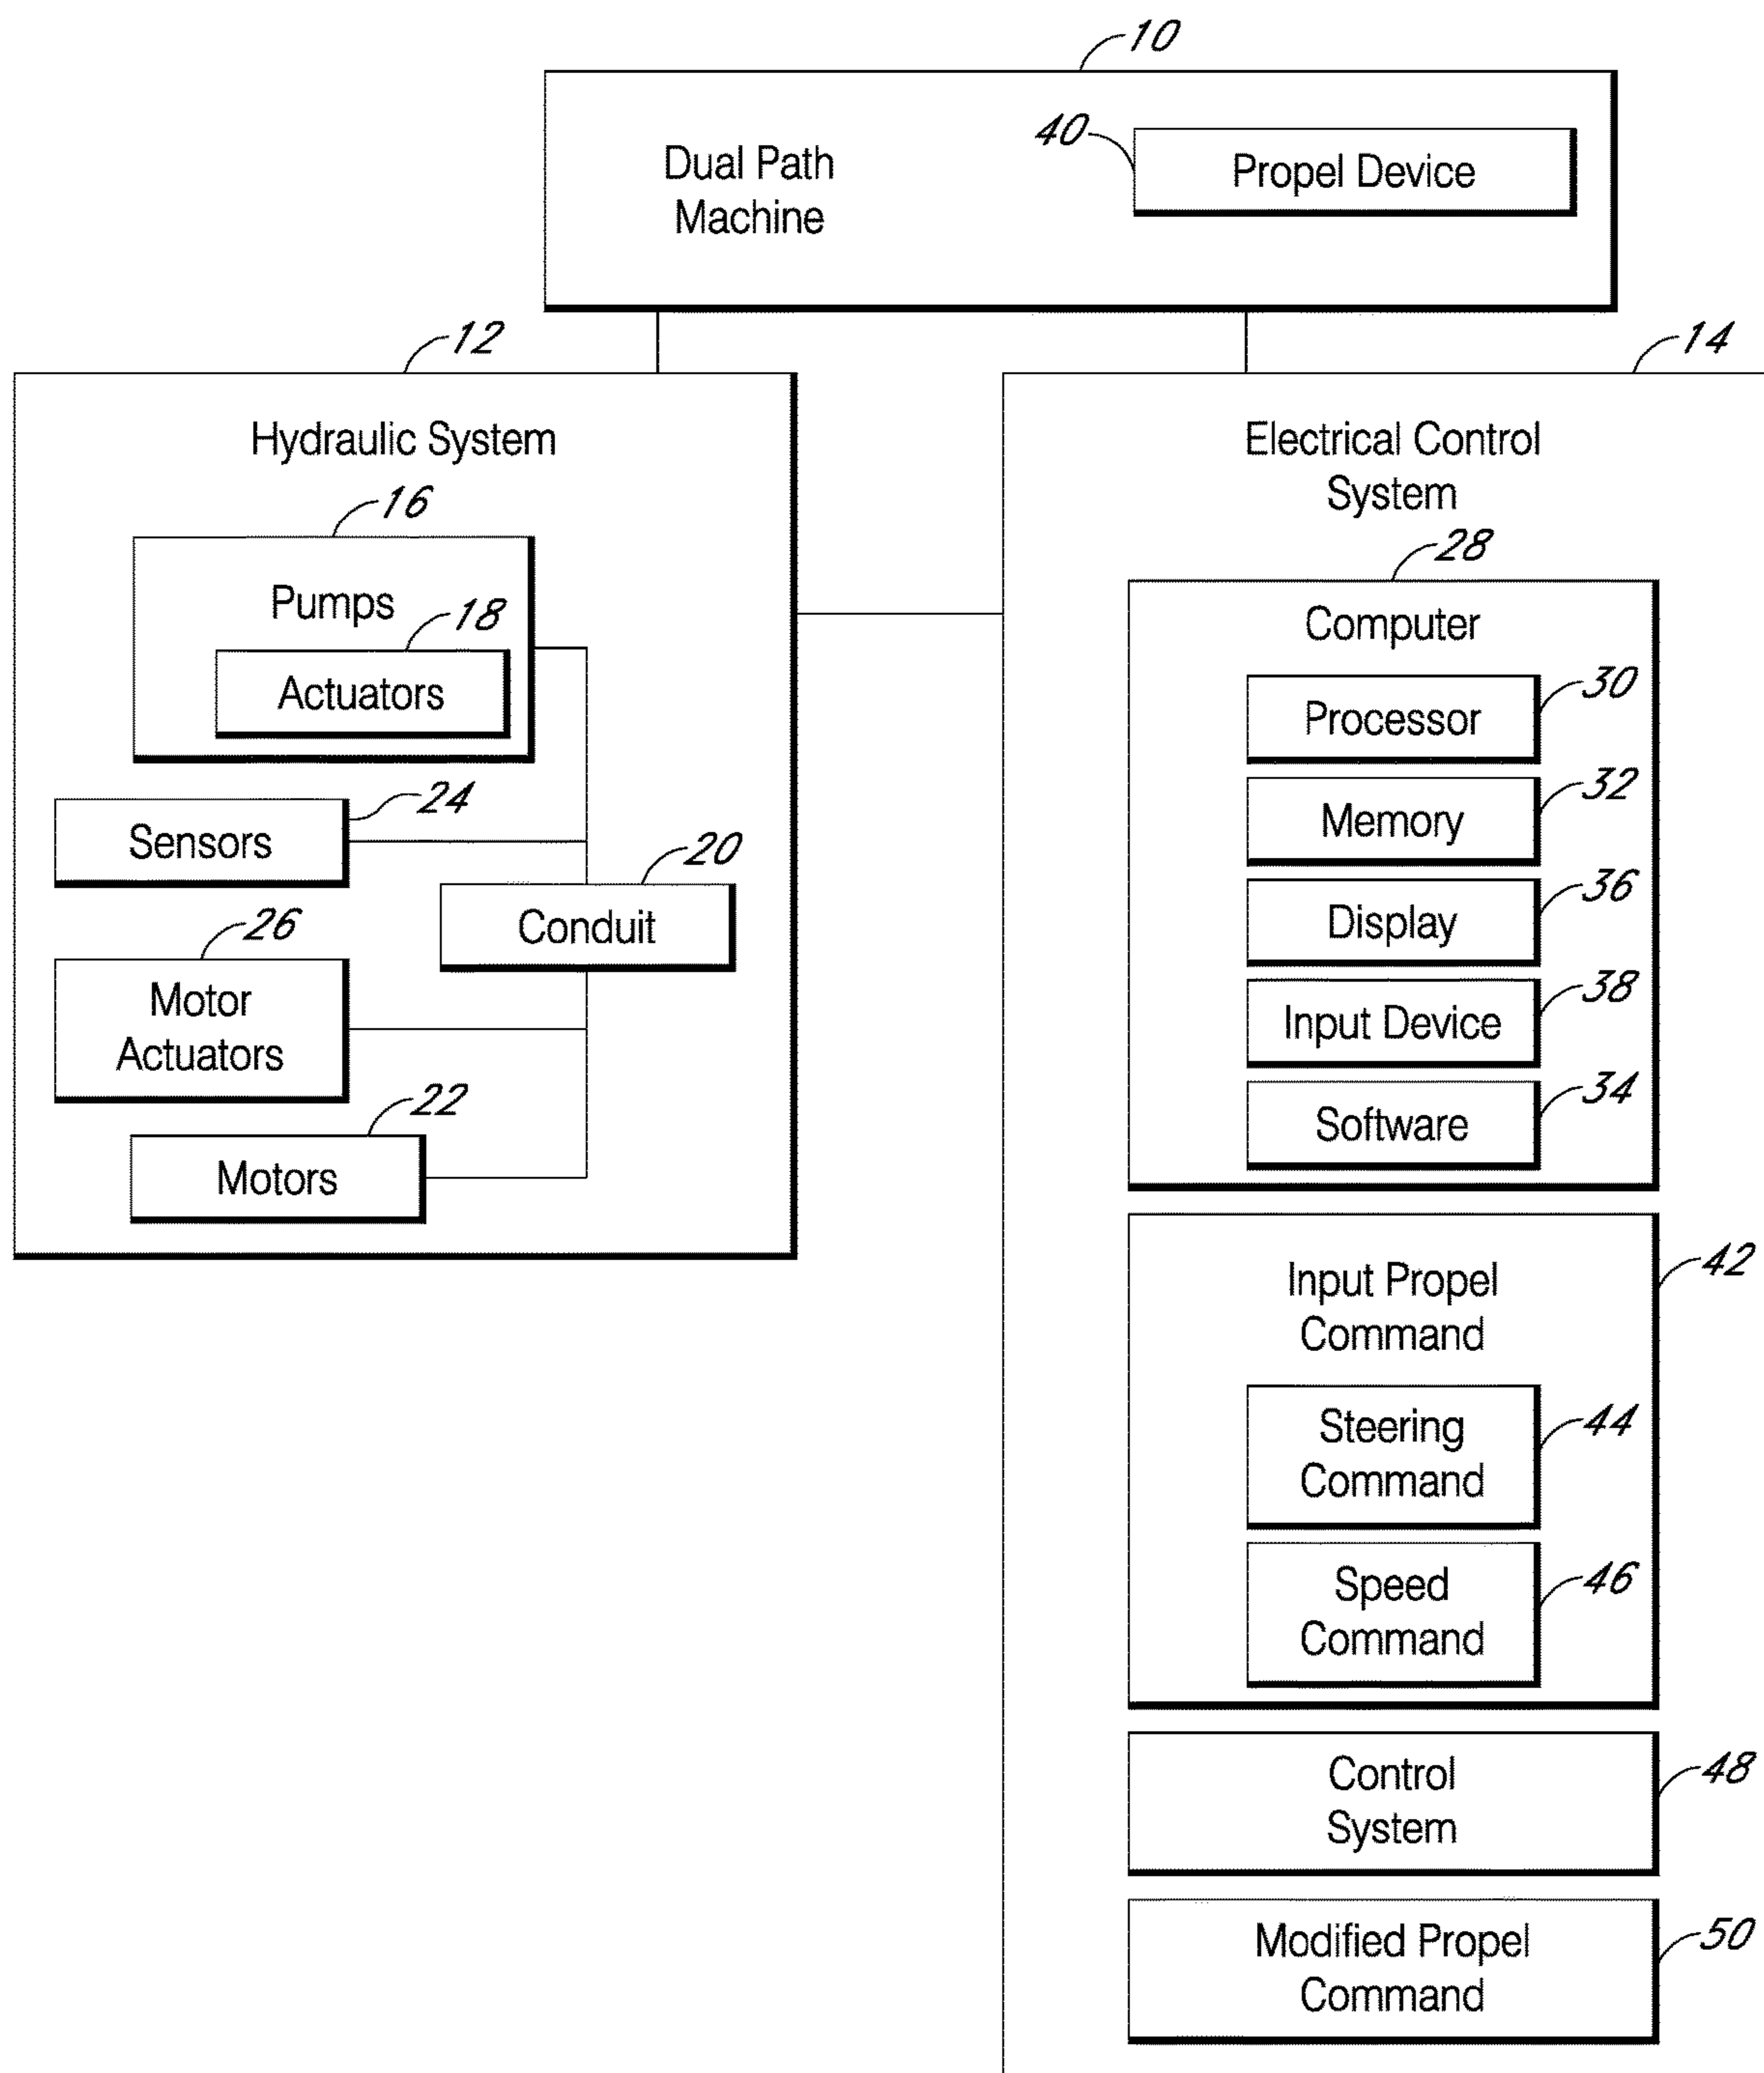 10
40
Propel Device
Dual Path
Machine
12
14
Hydraulic System
16
Pumps
18
Actuators
24
Sensors
20
Conduit
26
Motor
Actuators
22
Motors
Electrical Control
System
28
Computer
30
Processor
32
Memory
36
Display
38
Input Device
34
Software
42
Input Propel
Command
44
Steering
Command
46
Speed
Command
48
Control
System
50
Modified Propel
Command